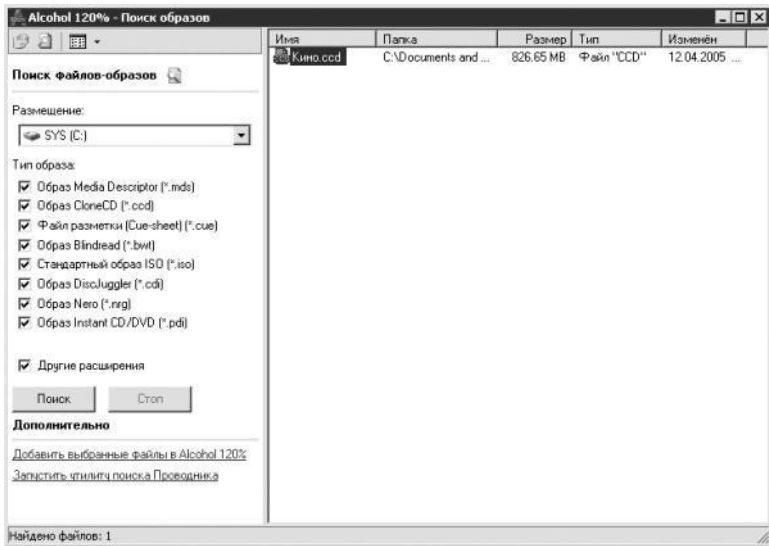 Alcohol 120% - Поиск образов
Поиск файлов-образов
Размещение:
SYS (C:)
Тип образа:
Образ Media Descriptor (*.mds)
Образ CloneCD (*.ccd)
Файл разметки (Cue-sheet) (*.cue)
Образ Blindread (*.bwt)
Стандартный образ ISO (*.iso)
Образ DiscJuggler (*.cdi)
Образ Nero (*.nrg)
Образ Instant CD/DVD (*.pdi)
Другие расширения
Поиск Стоп
Дополнительно
Добавить выбранные файлы в Alcohol 120%
Запустить утилиту поиска Проводника
Имя Папка Размер Тип Изменён
Кино.ccd C:\Documents and ... 826.65 MB Файл "CCD" 12.04.2005 ...
Найдено файлов: 1